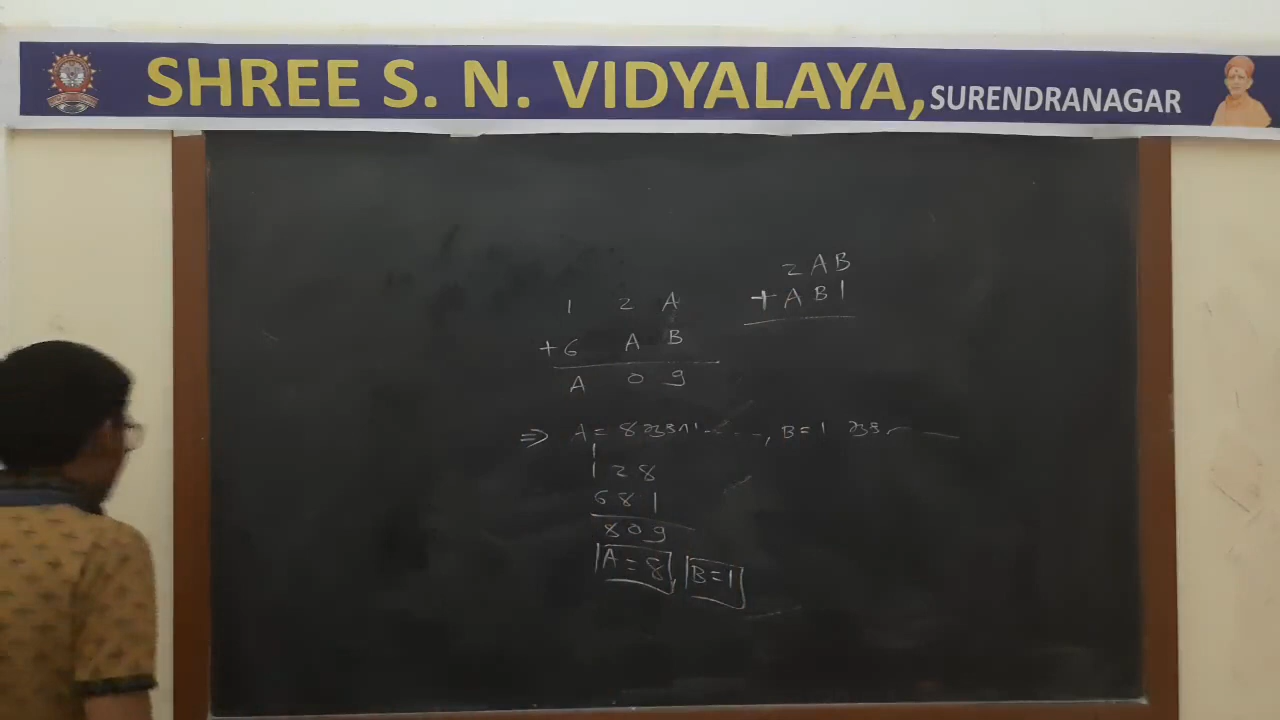 SHREE S. N. VIDYALAYA, SURENDRANAGAR
1 2 A
+ 6 A B
A 0 9
2 A B
+ A B 1
⇒ A = 8 , B = 1
1
1 2 8
6 8 1
8 0 9
A = 8, B = 1